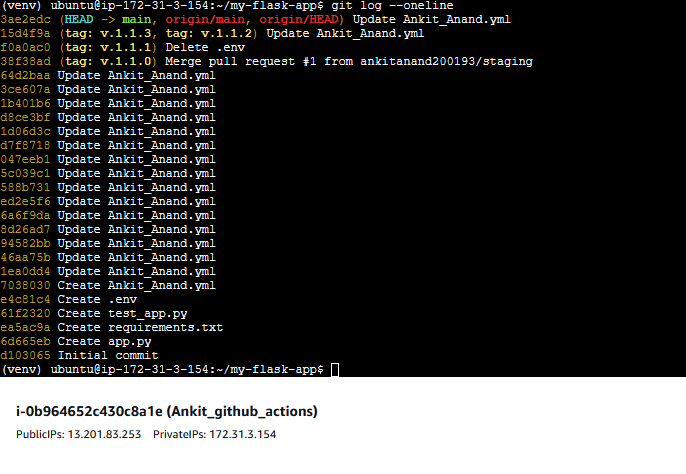 (venv) ubuntu@ip-172-31-3-154:~/my-flask-app$ git log --oneline
3ae2edc (HEAD -> main, origin/main, origin/HEAD) Update Ankit_Anand.yml
15d4f9a (tag: v.1.1.3, tag: v.1.1.2) Update Ankit_Anand.yml
f0a0ac0 (tag: v.1.1.1) Delete .env
38f38ad (tag: v.1.1.0) Merge pull request #1 from ankitanand200193/staging
64d2baa Update Ankit_Anand.yml
3ce607a Update Ankit_Anand.yml
1b401b6 Update Ankit_Anand.yml
d8ce3bf Update Ankit_Anand.yml
1d06d3c Update Ankit_Anand.yml
d7f8718 Update Ankit_Anand.yml
047eeb1 Update Ankit_Anand.yml
5c039c1 Update Ankit_Anand.yml
588b731 Update Ankit_Anand.yml
ed2e5f6 Update Ankit_Anand.yml
6a6f9da Update Ankit_Anand.yml
8d26ad7 Update Ankit_Anand.yml
94582bb Update Ankit_Anand.yml
46aa75b Update Ankit_Anand.yml
1ea0dd4 Update Ankit_Anand.yml
7038030 Create Ankit_Anand.yml
e4c81c4 Create .env
61f2320 Create test_app.py
ea5ac9a Create requirements.txt
6d665eb Create app.py
d103065 Initial commit
(venv) ubuntu@ip-172-31-3-154:~/my-flask-app$
i-0b964652c430c8a1e (Ankit_github_actions)
PublicIPs: 13.201.83.253 PrivateIPs: 172.31.3.154